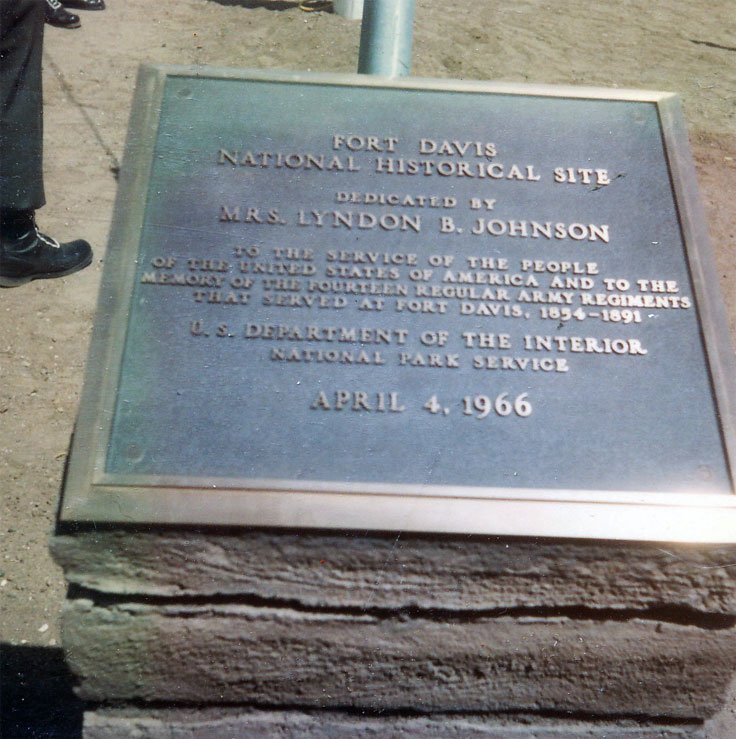 FORT DAVIS
NATIONAL HISTORICAL SITE
DEDICATED BY
MRS. LYNDON B. JOHNSON
TO THE SERVICE OF THE PEOPLE
OF THE UNITED STATES OF AMERICA AND TO THE
MEMORY OF THE FOURTEEN REGULAR ARMY REGIMENTS
THAT SERVED AT FORT DAVIS, 1854-1891
U. S. DEPARTMENT OF THE INTERIOR
NATIONAL PARK SERVICE
APRIL 4, 1966